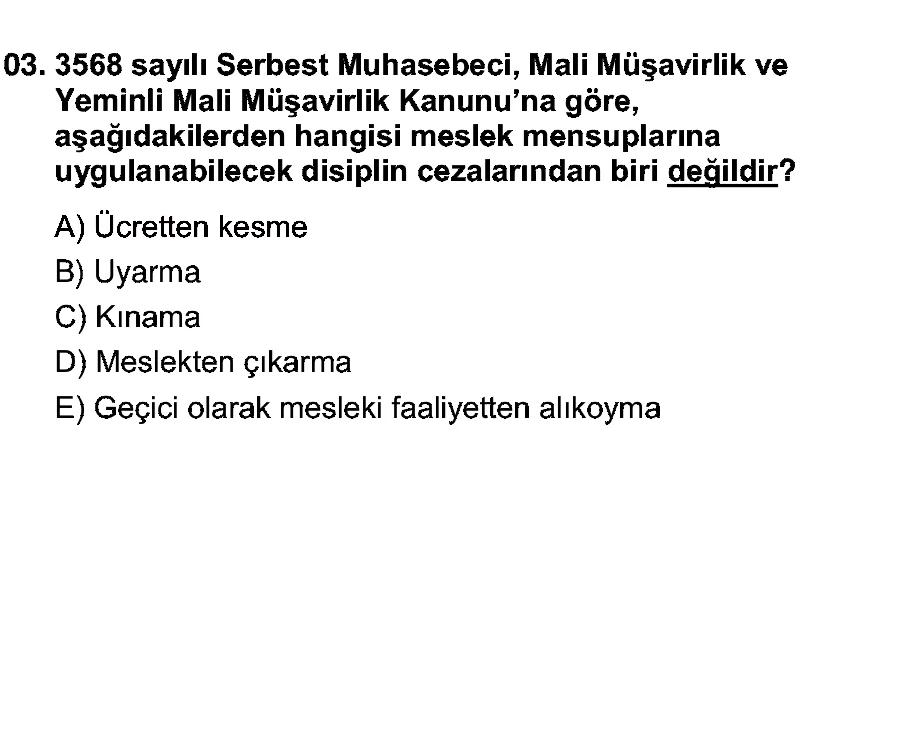 03. 3568 sayılı Serbest Muhasebeci, Mali Müşavirlik ve
Yeminli Mali Müşavirlik Kanunu’na göre,
aşağıdakilerden hangisi meslek mensuplarına
uygulanabilecek disiplin cezalarından biri değildir?
A) Ücretten kesme
B) Uyarma
C) Kınama
D) Meslekten çıkarma
E) Geçici olarak mesleki faaliyetten alıkoyma